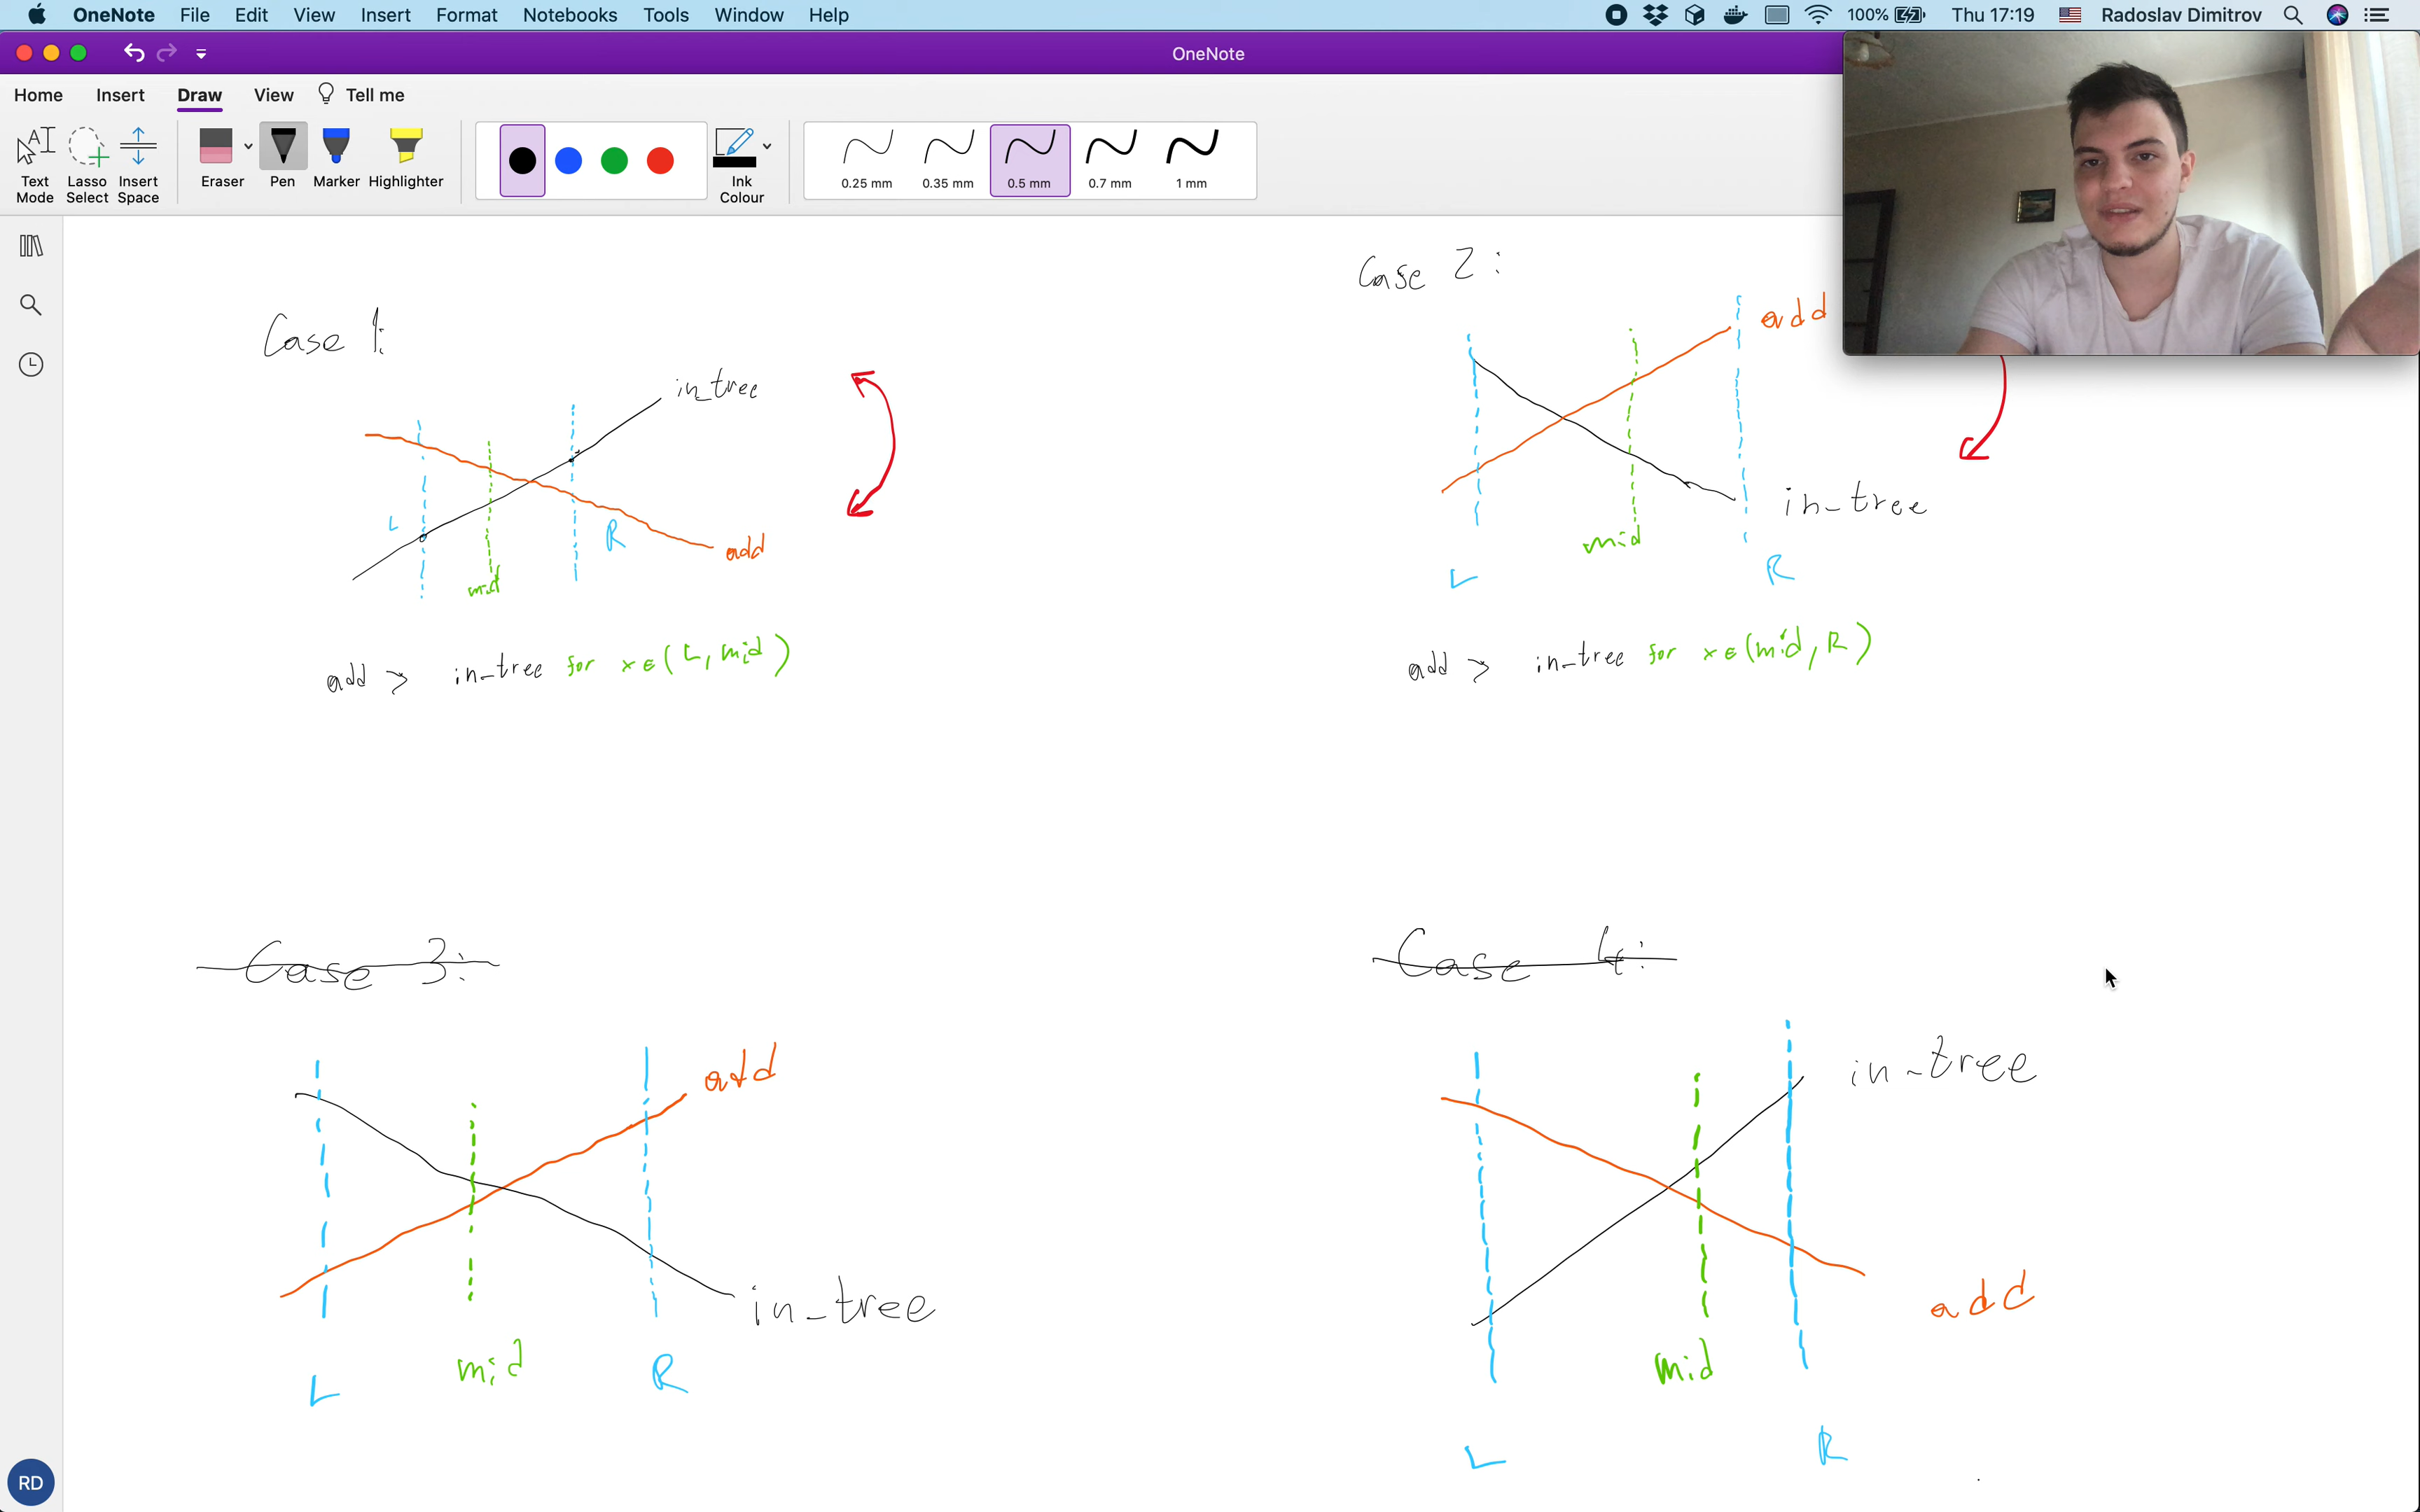 OneNote File Edit View Insert Format Notebooks Tools Window Help 100% Thu 17:19 Radoslav Dimitrov
OneNote
Home Insert Draw View Tell me
Text Mode
Lasso Select
Insert Space
Eraser
Pen
Marker
Highlighter
Ink Colour
0.25 mm 0.35 mm 0.5 mm 0.7 mm 1 mm
Case 1:
in_tree
L
R
add
mid
add > in_tree for x ∈ (L, mid)
Case 2:
add
in_tree
mid
L
R
add > in_tree for x ∈ (mid, R)
Case 3:
add
in_tree
mid
L
R
Case 4:
in_tree
add
mid
L
R
RD